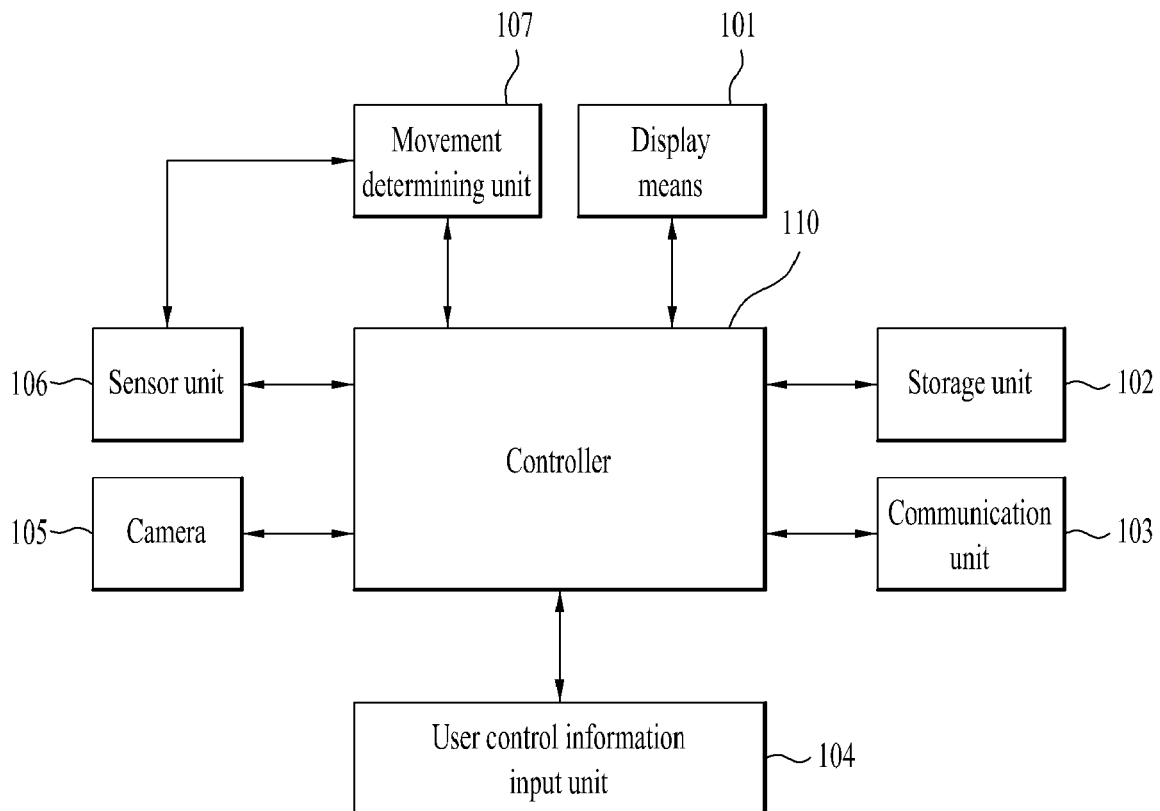 107
101
Movement
determining unit
Display
means
110
106
Sensor unit
Storage unit
102
Controller
105
Camera
Communication
unit
103
User control information
input unit
104